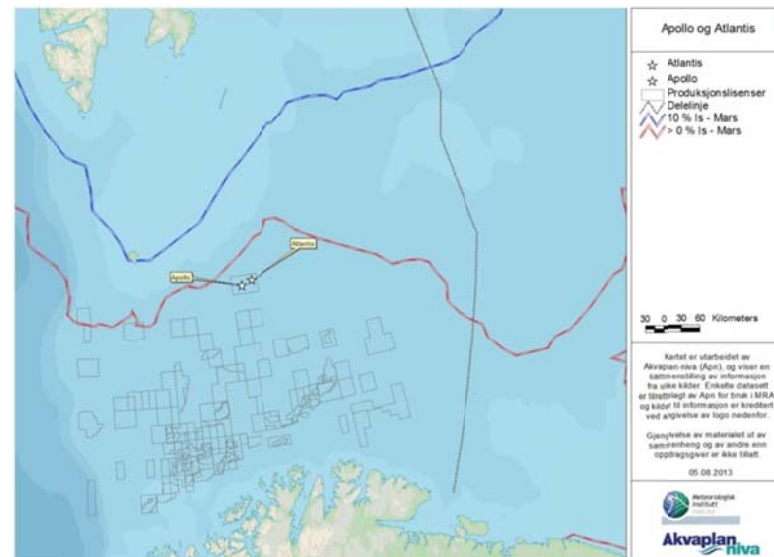 Apollo
Atlantis
Apollo og Atlantis
Atlantis
Apollo
Produksjonslisenser
Delelinje
10 % Is - Mars
> 0 % Is - Mars
30 0 30 60 Kilometers
Kartet er utarbeidet av
Akvaplan-niva (Apn), og viser en
sammenstilling av informasjon
fra ulike kilder. Enkelte datasett
er tilrettelagt av Apn for bruk i MRA
og kilde til informasjon er kreditert
ved angivelse av logo nedenfor.
Gjengivelse av materialet ut av
sammenheng og av andre enn
oppdragsgiver er ikke tillatt.
05.08.2013
Meteorologisk
institutt
Akvaplan
niva